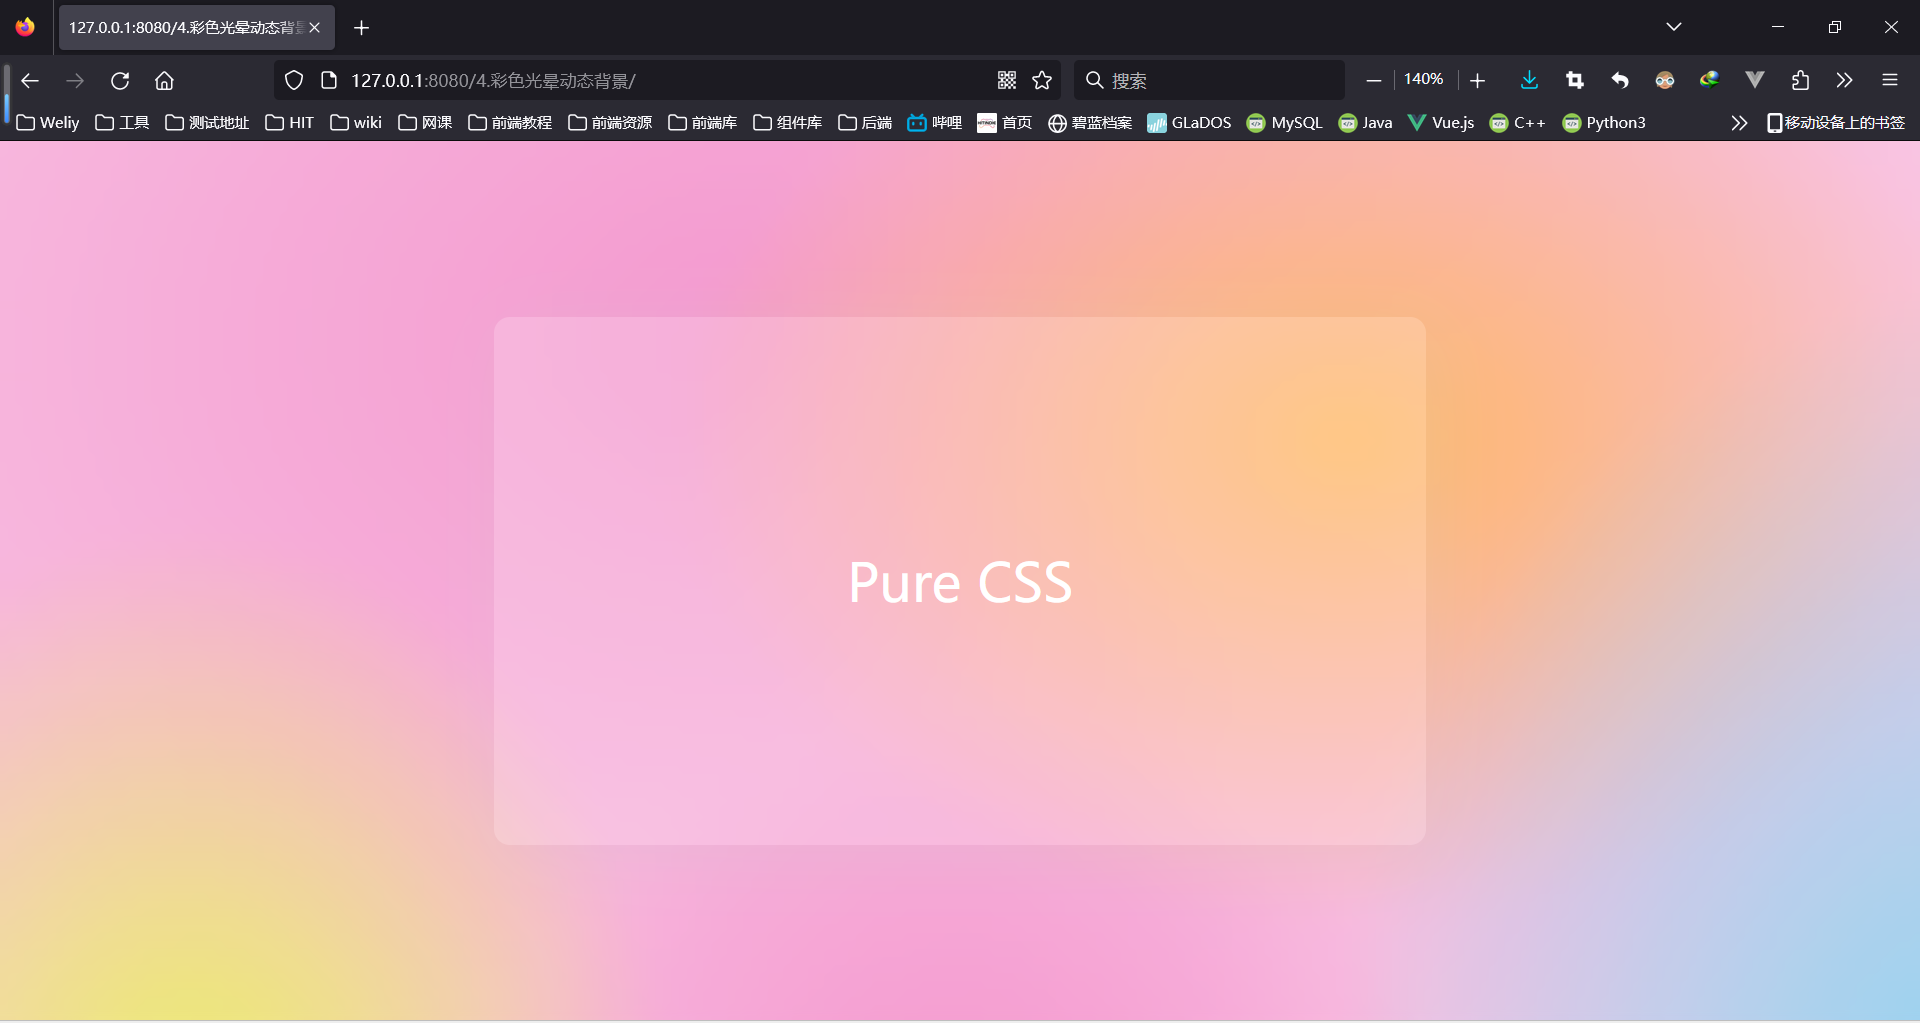 127.0.0.1:8080/4.彩色光晕动态背景
127.0.0.1:8080/4.彩色光晕动态背景/
搜索
140%
Weliy 工具 测试地址 HIT wiki 网课 前端教程 前端资源 前端库 组件库 后端 哔哩 首页 碧蓝档案 GLaDOS MySQL Java Vue.js C++ Python3 移动设备上的书签
Pure CSS